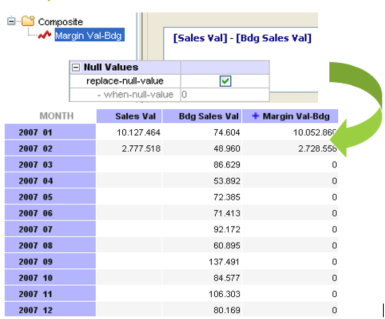 Composite
Margin Val-Bdg
[Sales Val] - [Bdg Sales Val]
Null Values
replace-null-value
- when-null-value 0
MONTH Sales Val Bdg Sales Val + Margin Val-Bdg
2007 01 10.127.464 74.604 10.052.860
2007 02 2.777.518 48.960 2.728.558
2007 03 86.629 0
2007 04 53.892 0
2007 05 72.385 0
2007 06 71.413 0
2007 07 92.172 0
2007 08 60.895 0
2007 09 137.491 0
2007 10 84.577 0
2007 11 106.303 0
2007 12 80.169 0